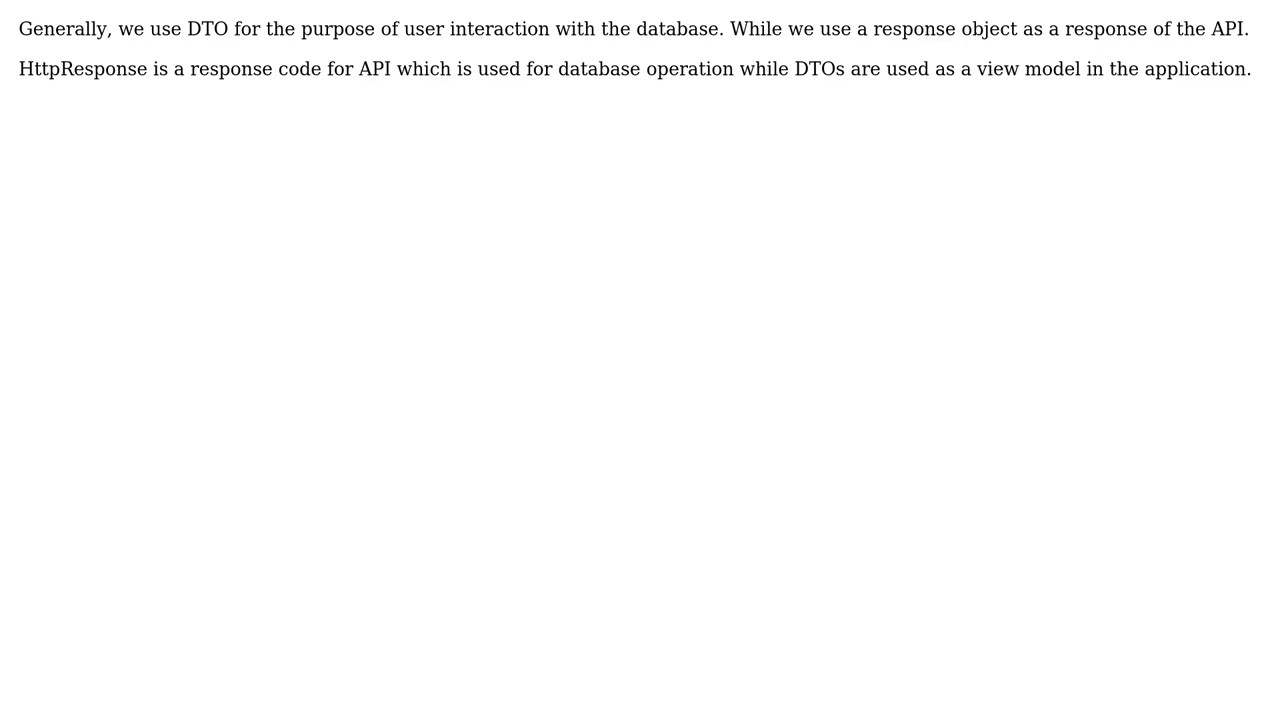 Generally, we use DTO for the purpose of user interaction with the database. While we use a response object as a response of the API.
HttpResponse is a response code for API which is used for database operation while DTOs are used as a view model in the application.